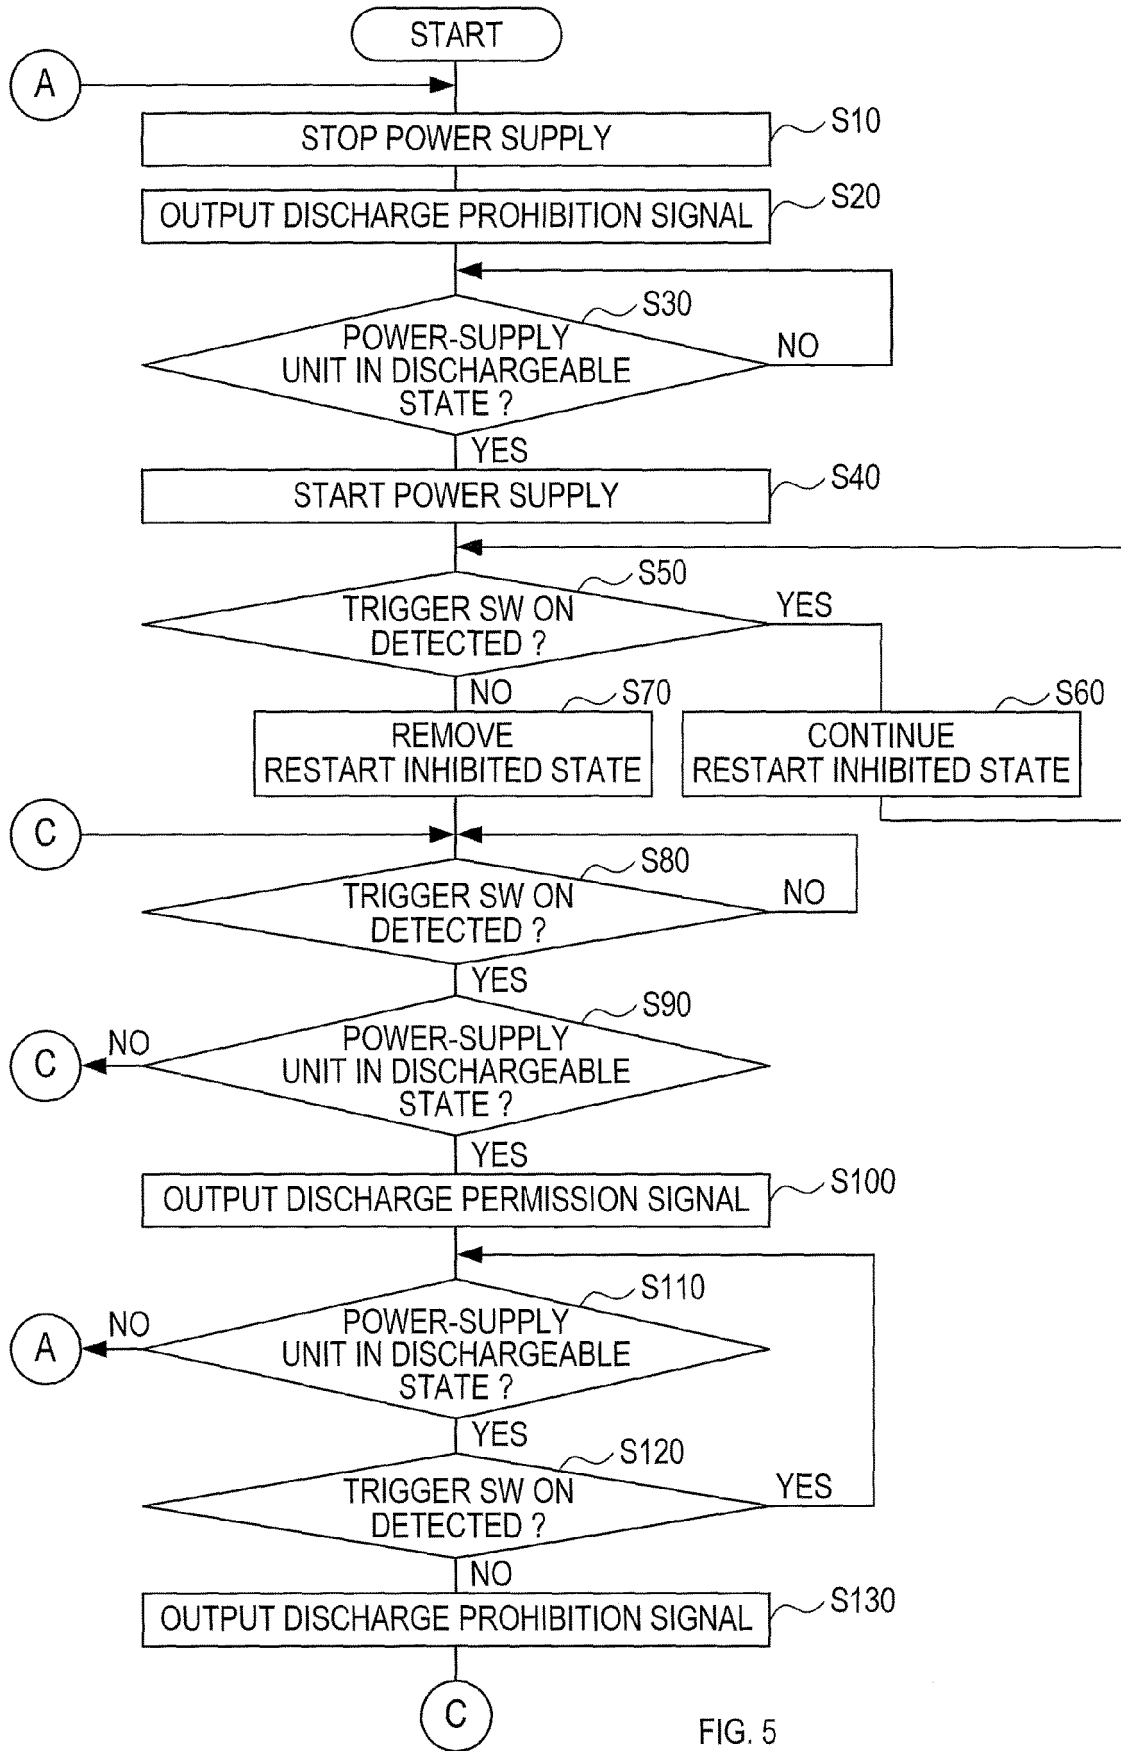 START
A
S10
STOP POWER SUPPLY
S20
OUTPUT DISCHARGE PROHIBITION SIGNAL
S30
POWER-SUPPLY
UNIT IN DISCHARGEABLE
STATE ?
NO
YES
S40
START POWER SUPPLY
S50
TRIGGER SW ON
DETECTED ?
YES
NO
S70
REMOVE
RESTART INHIBITED STATE
S60
CONTINUE
RESTART INHIBITED STATE
C
S80
TRIGGER SW ON
DETECTED ?
NO
YES
S90
POWER-SUPPLY
UNIT IN DISCHARGEABLE
STATE ?
NO
C
YES
S100
OUTPUT DISCHARGE PERMISSION SIGNAL
S110
POWER-SUPPLY
UNIT IN DISCHARGEABLE
STATE ?
NO
A
YES
S120
TRIGGER SW ON
DETECTED ?
YES
NO
S130
OUTPUT DISCHARGE PROHIBITION SIGNAL
C
FIG. 5